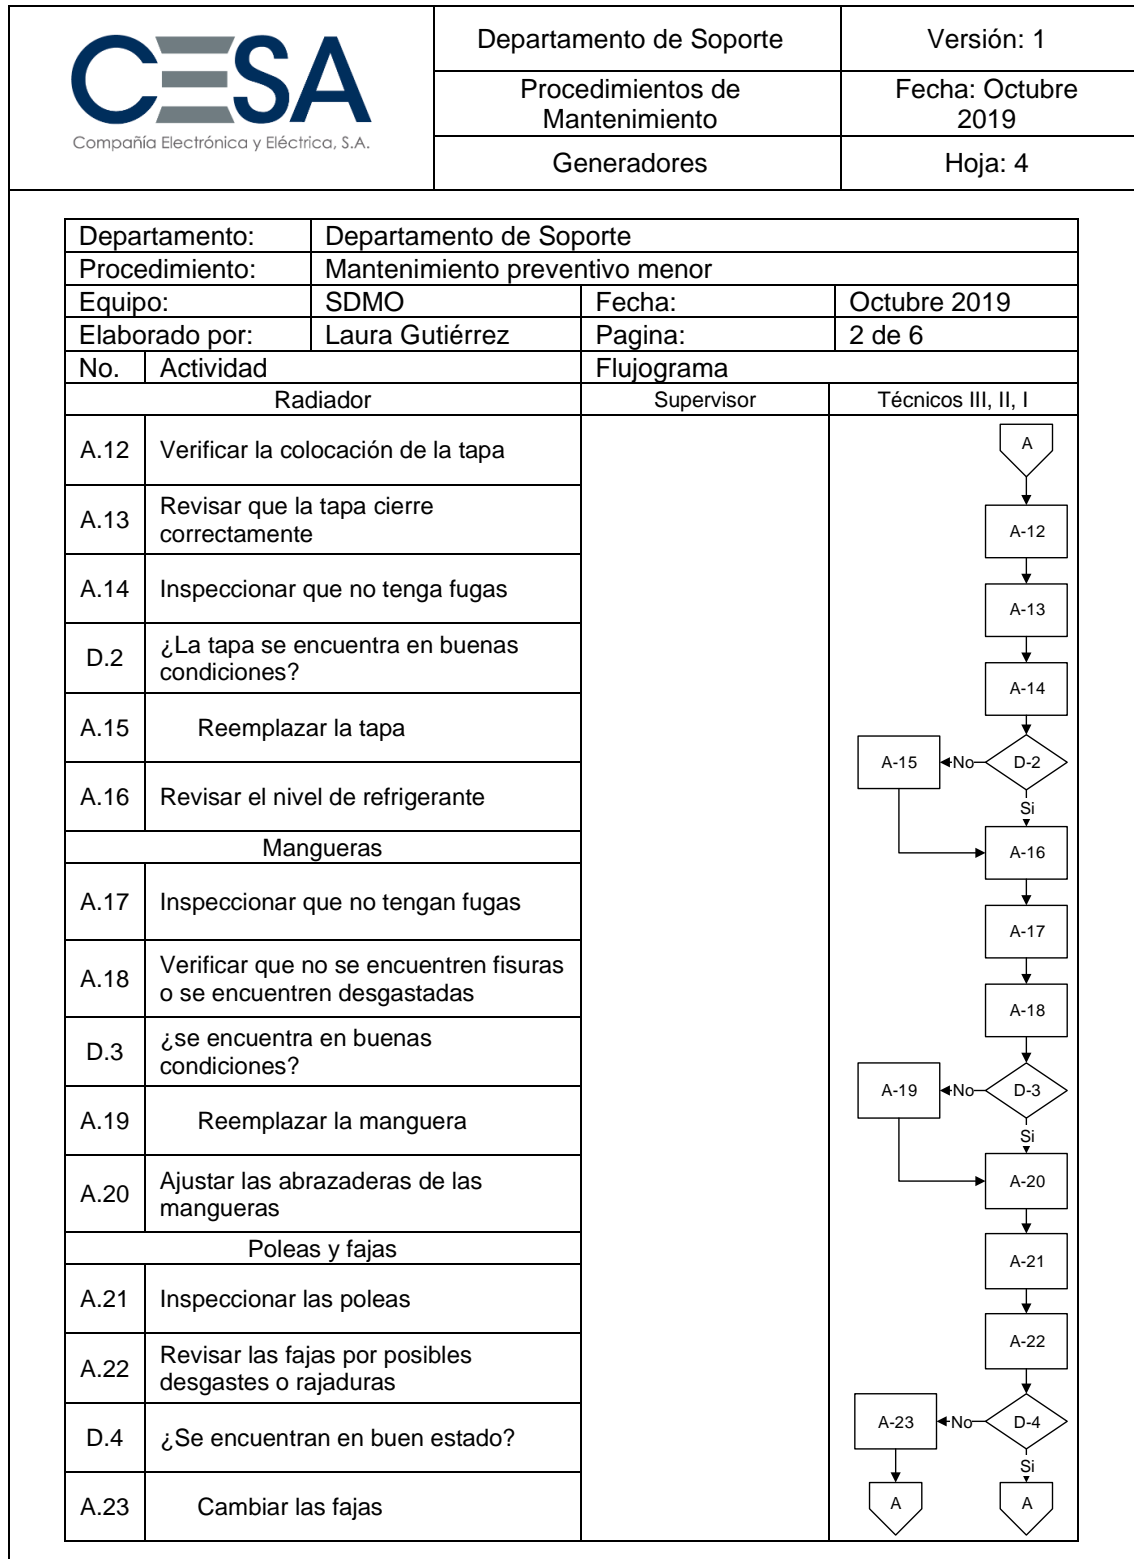 CESA
Compañía Electrónica y Eléctrica, S.A.
Departamento de Soporte
Versión: 1
Procedimientos de
Mantenimiento
Fecha: Octubre
2019
Generadores
Hoja: 4
Departamento:
Departamento de Soporte
Procedimiento:
Mantenimiento preventivo menor
Equipo:
SDMO
Fecha:
Octubre 2019
Elaborado por:
Laura Gutiérrez
Pagina:
2 de 6
No.
Actividad
Flujograma
Radiador
Supervisor
Técnicos III, II, I
A.12
Verificar la colocación de la tapa
A.13
Revisar que la tapa cierre
correctamente
A.14
Inspeccionar que no tenga fugas
D.2
¿La tapa se encuentra en buenas
condiciones?
A.15
Reemplazar la tapa
A.16
Revisar el nivel de refrigerante
Mangueras
A.17
Inspeccionar que no tengan fugas
A.18
Verificar que no se encuentren fisuras
o se encuentren desgastadas
D.3
¿se encuentra en buenas
condiciones?
A.19
Reemplazar la manguera
A.20
Ajustar las abrazaderas de las
mangueras
Poleas y fajas
A.21
Inspeccionar las poleas
A.22
Revisar las fajas por posibles
desgastes o rajaduras
D.4
¿Se encuentran en buen estado?
A.23
Cambiar las fajas
A
A-12
A-13
A-14
A-15
No
D-2
Si
A-16
A-17
A-18
A-19
No
D-3
Si
A-20
A-21
A-22
A-23
No
D-4
Si
A
A